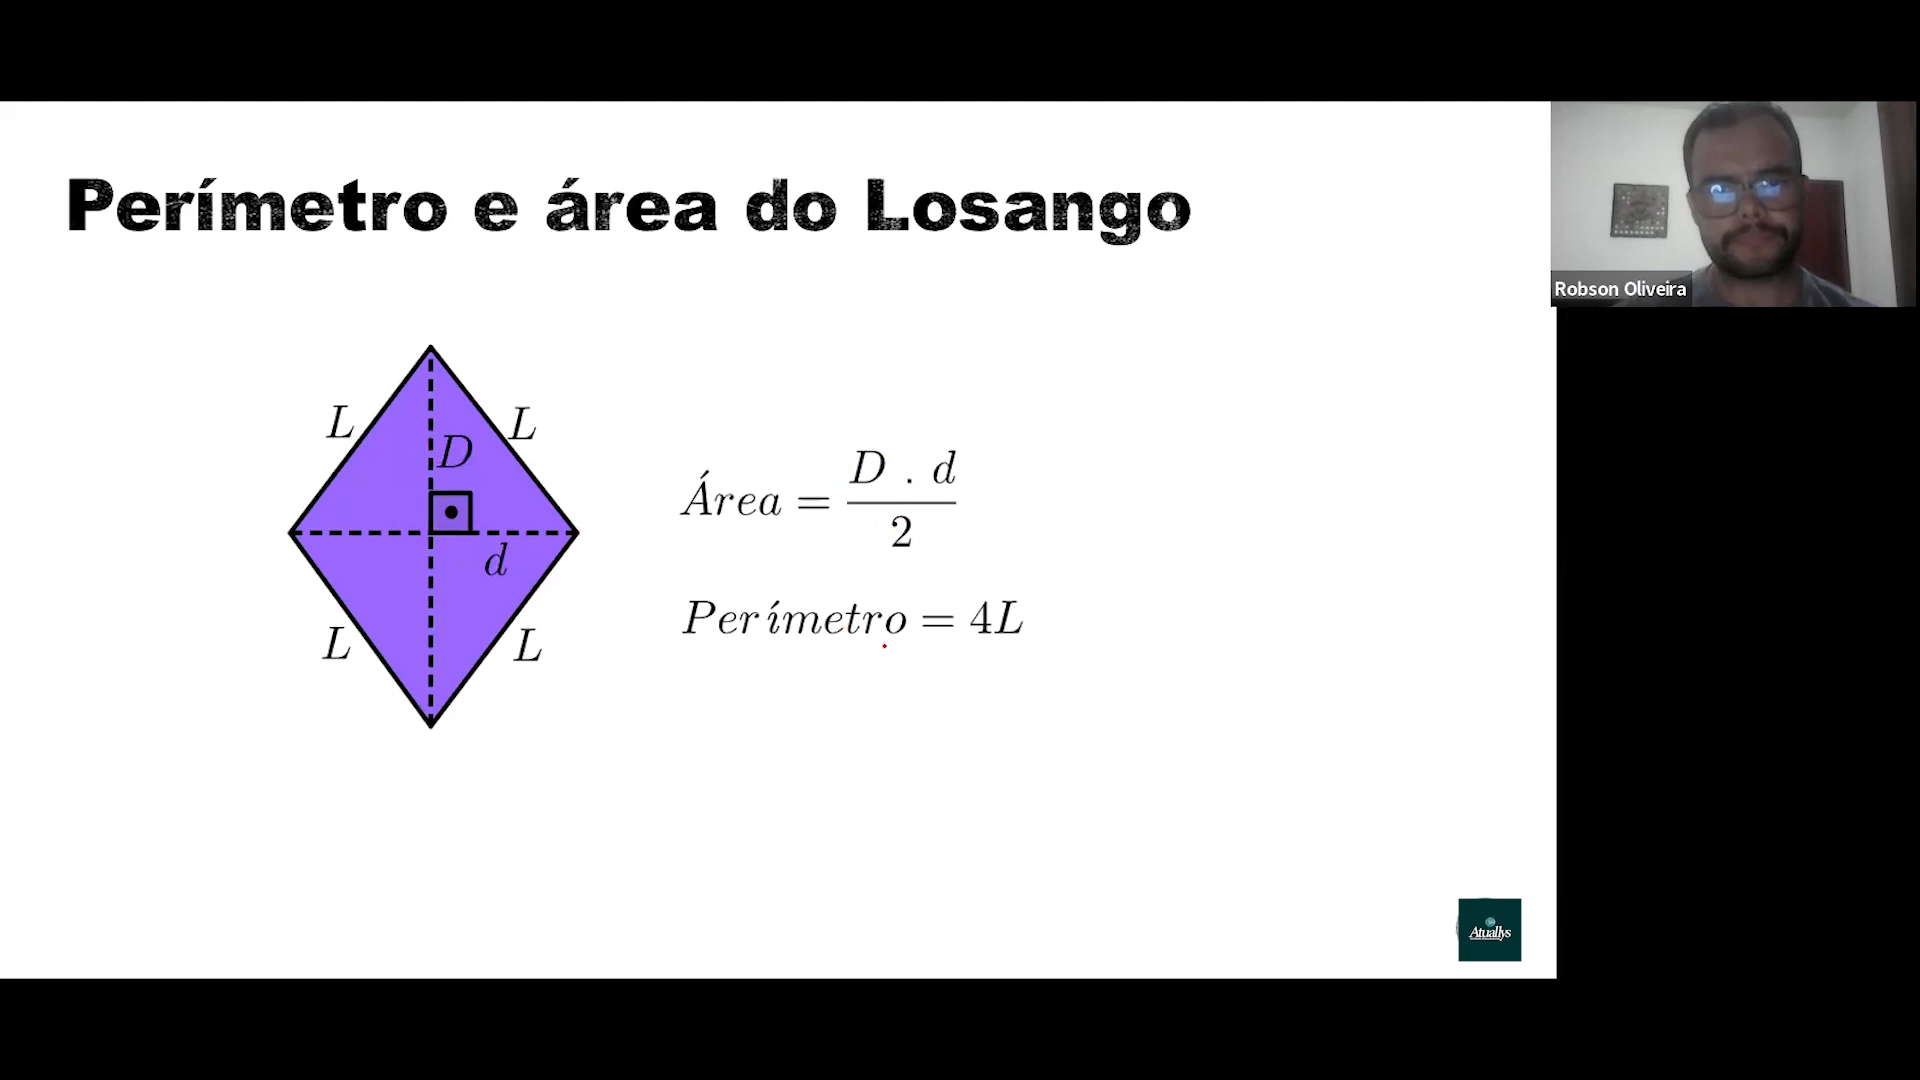 Perímetro e área do Losango
Robson Oliveira
L
L
D
d
L
L
Área = D . d / 2
Perímetro = 4L
Atuallys